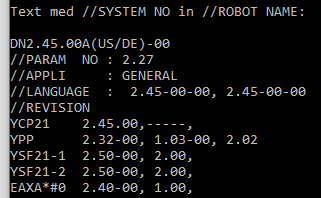 Text med //SYSTEM NO in //ROBOT NAME:
DN2.45.00A(US/DE)-00
//PARAM  NO : 2.27
//APPLI     : GENERAL
//LANGUAGE  : 2.45-00-00, 2.45-00-00
//REVISION
YCP21    2.45.00,-----,
YPP      2.32-00, 1.03-00, 2.02
YSF21-1  2.50-00, 2.00,
YSF21-2  2.50-00, 2.00,
EAXA*#0  2.40-00, 1.00,